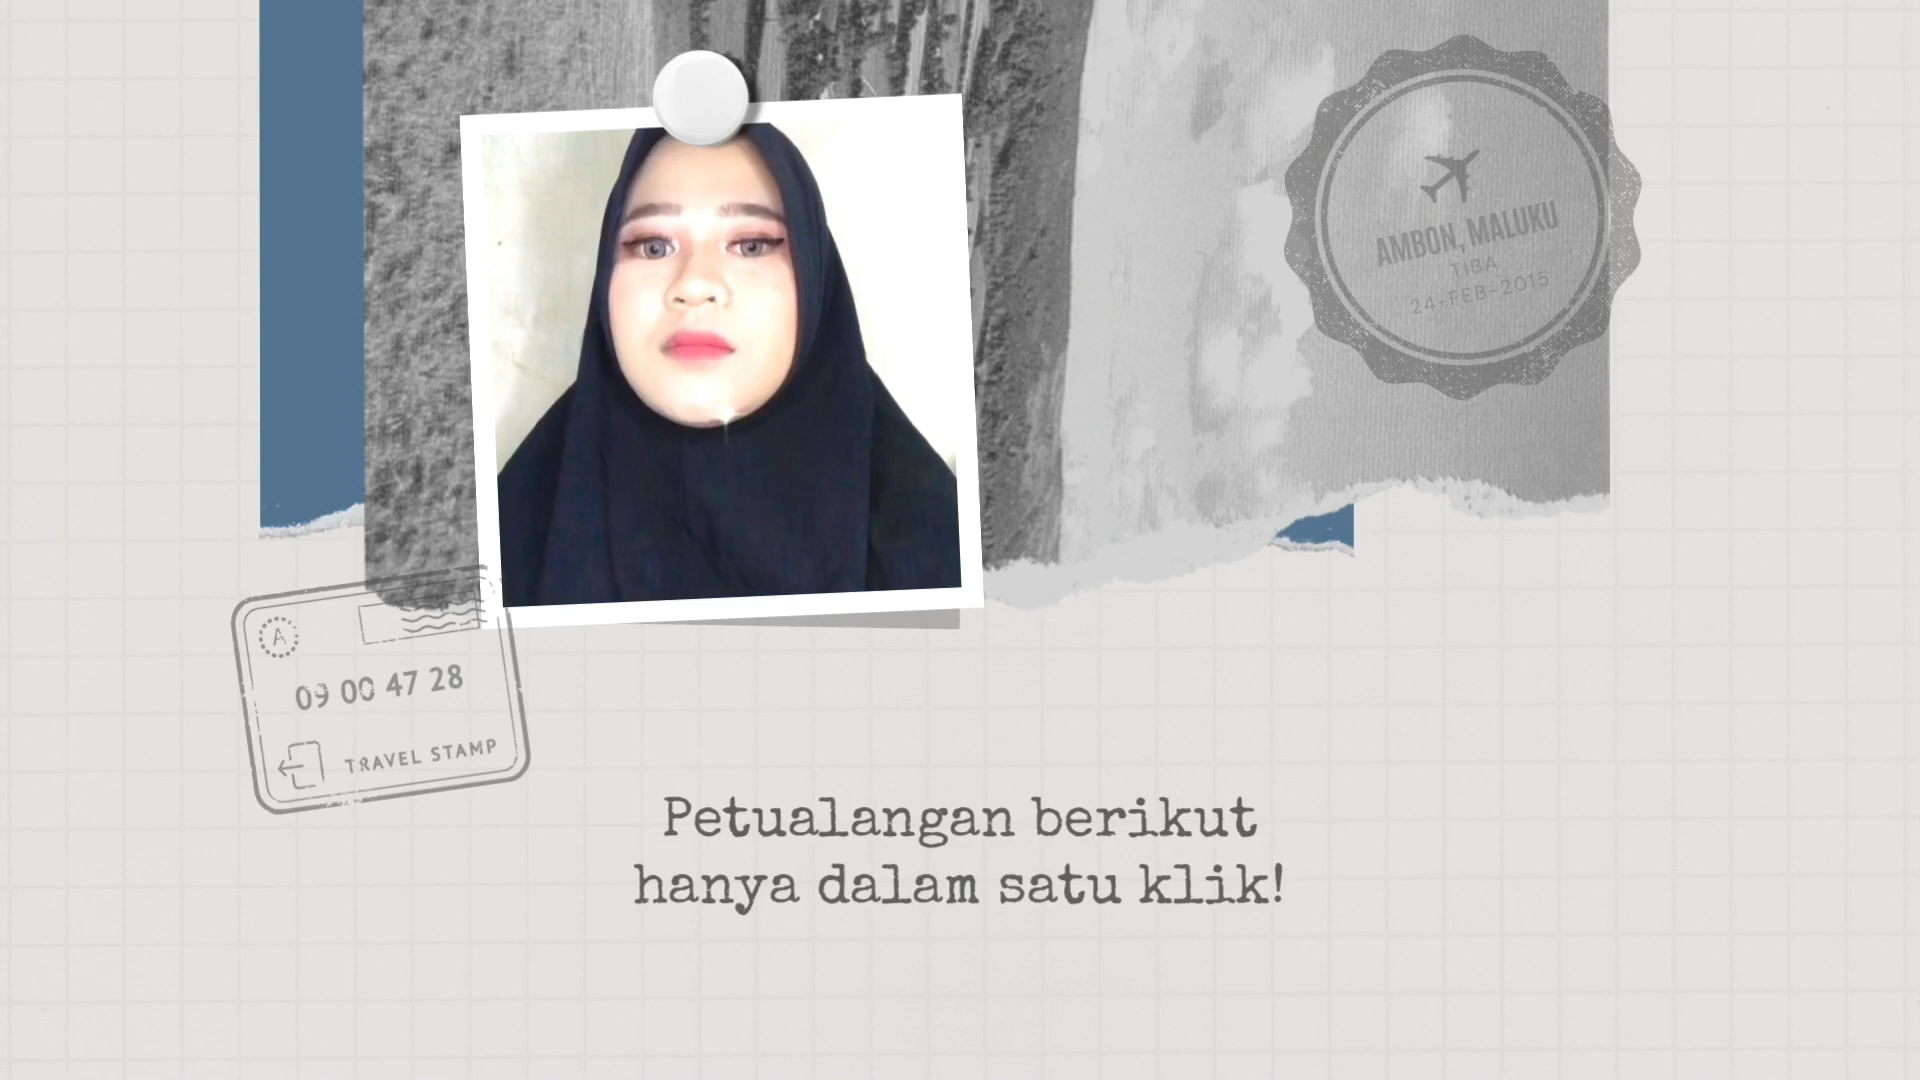 AMBON, MALUKU
TIBA
24-FEB-2015
A
09 00 47 28
TRAVEL STAMP
Petualangan berikut
hanya dalam satu klik!